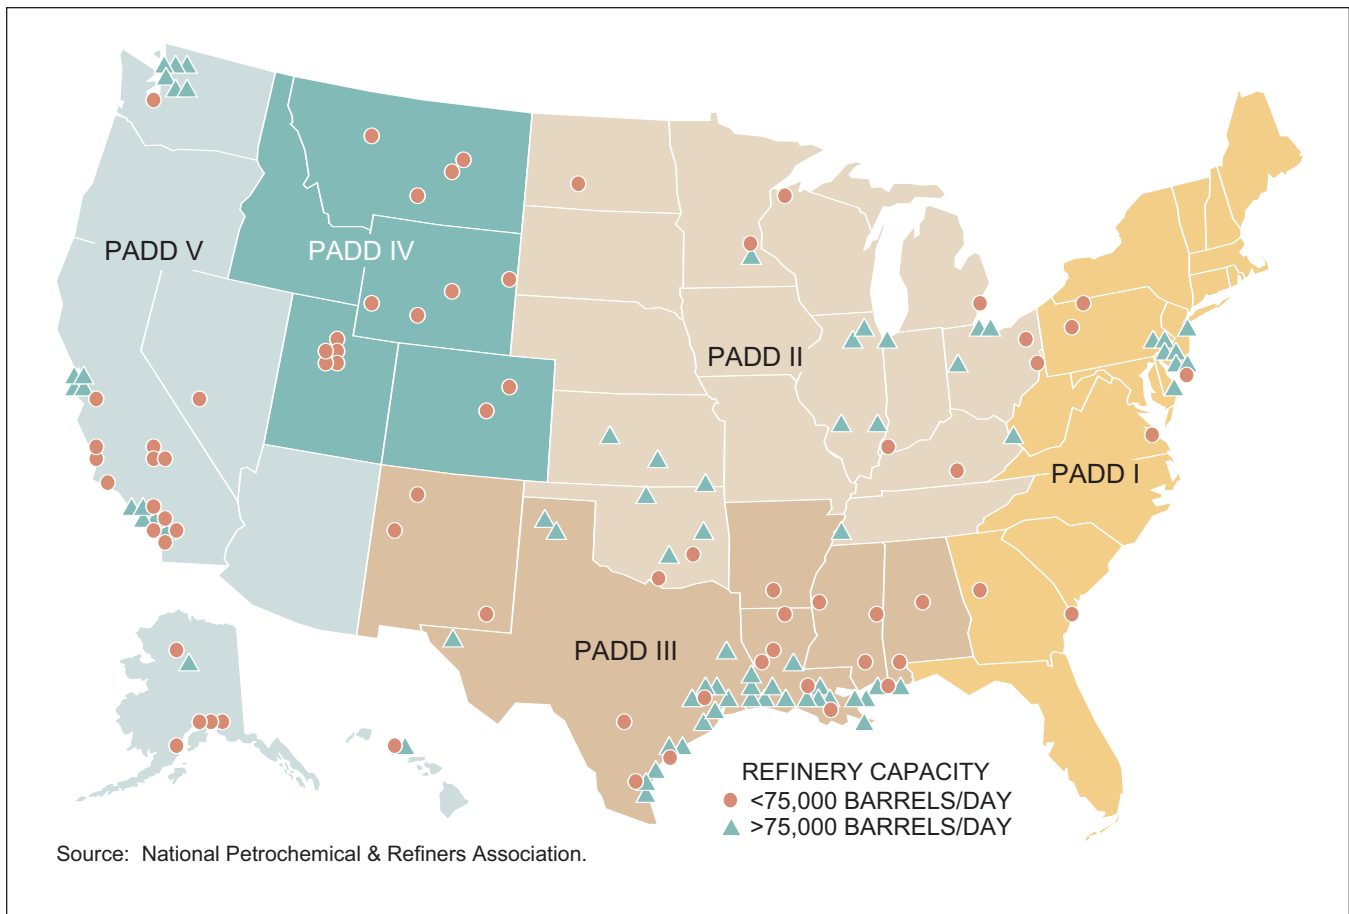 PADD V
PADD IV
PADD II
PADD I
PADD III
REFINERY CAPACITY
<75,000 BARRELS/DAY
>75,000 BARRELS/DAY
Source: National Petrochemical & Refiners Association.